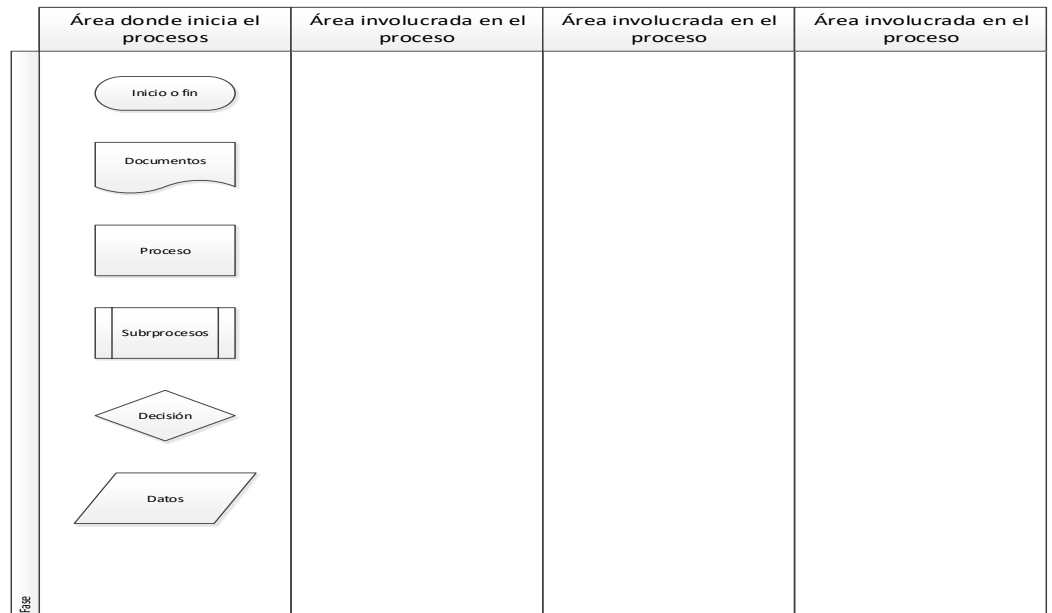 Área donde inicia el
procesos
Área involucrada en el
proceso
Área involucrada en el
proceso
Área involucrada en el
proceso
Inicio o fin
Documentos
Proceso
Subrprocesos
Decisión
Datos
Fase